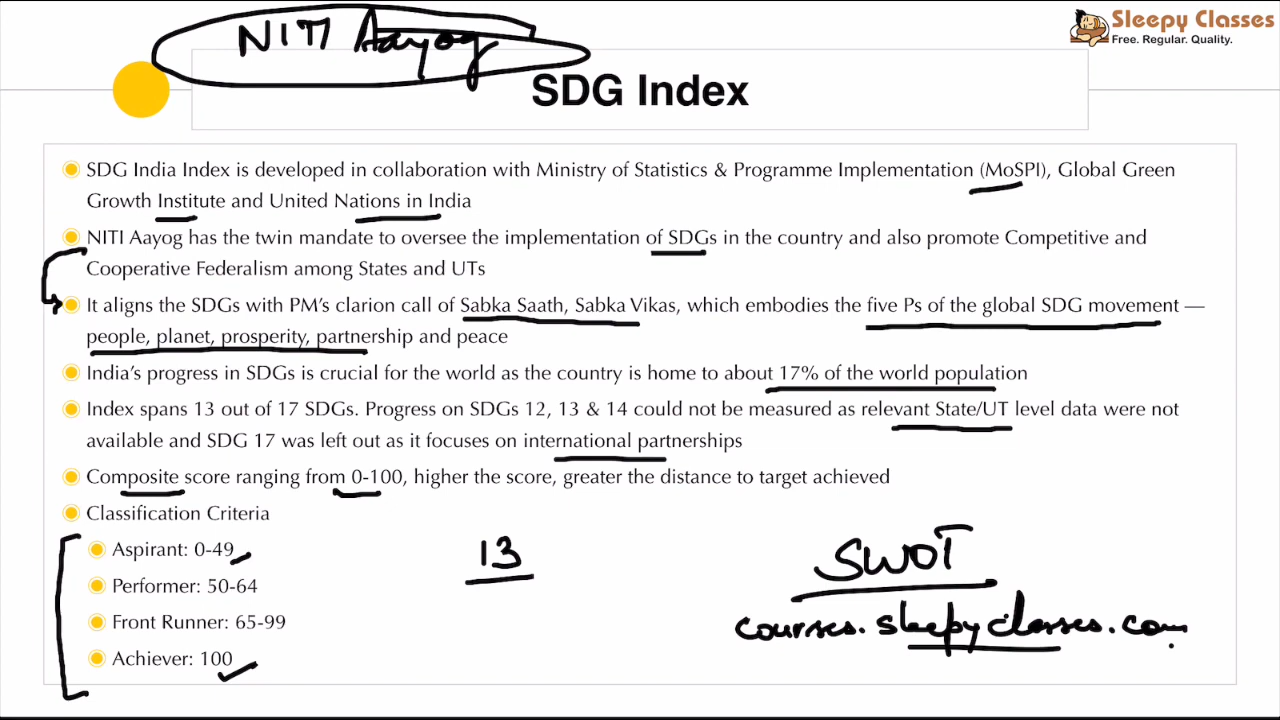 NITI Aayog
Sleepy Classes
Free. Regular. Quality.
SDG Index
SDG India Index is developed in collaboration with Ministry of Statistics & Programme Implementation (MoSPI), Global Green
Growth Institute and United Nations in India
NITI Aayog has the twin mandate to oversee the implementation of SDGs in the country and also promote Competitive and
Cooperative Federalism among States and UTs
It aligns the SDGs with PM's clarion call of Sabka Saath, Sabka Vikas, which embodies the five Ps of the global SDG movement —
people, planet, prosperity, partnership and peace
India's progress in SDGs is crucial for the world as the country is home to about 17% of the world population
Index spans 13 out of 17 SDGs. Progress on SDGs 12, 13 & 14 could not be measured as relevant State/UT level data were not
available and SDG 17 was left out as it focuses on international partnerships
Composite score ranging from 0-100, higher the score, greater the distance to target achieved
Classification Criteria
Aspirant: 0-49
Performer: 50-64
Front Runner: 65-99
Achiever: 100
13
SWOT
courses.sleepyclasses.com